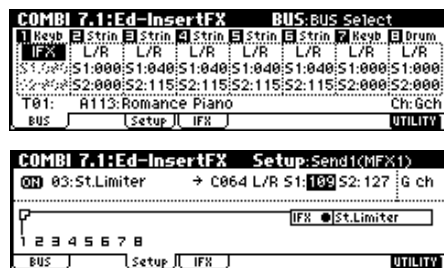 COMBI 7.1:Ed-InsertFX BUS:BUS Select
1 Keyb 2 Strin 3 Strin 4 Strin 5 Strin 6 Strin 7 Keyb 8 Drum
IFX L/R L/R L/R L/R L/R L/R L/R
S1:040 S1:040 S1:040 S1:040 S1:040 S1:000 S1:000
S2:115 S2:115 S2:115 S2:115 S2:115 S2:000 S2:000
T01: A113:Romance Piano Ch:Gch
BUS Setup IFX UTILITY
COMBI 7.1:Ed-InsertFX Setup:Send1(MFX1)
ON 03:St.Limiter → C064 L/R S1:109 S2:127 G ch
IFX ●St.Limiter
1 2 3 4 5 6 7 8
BUS Setup IFX UTILITY